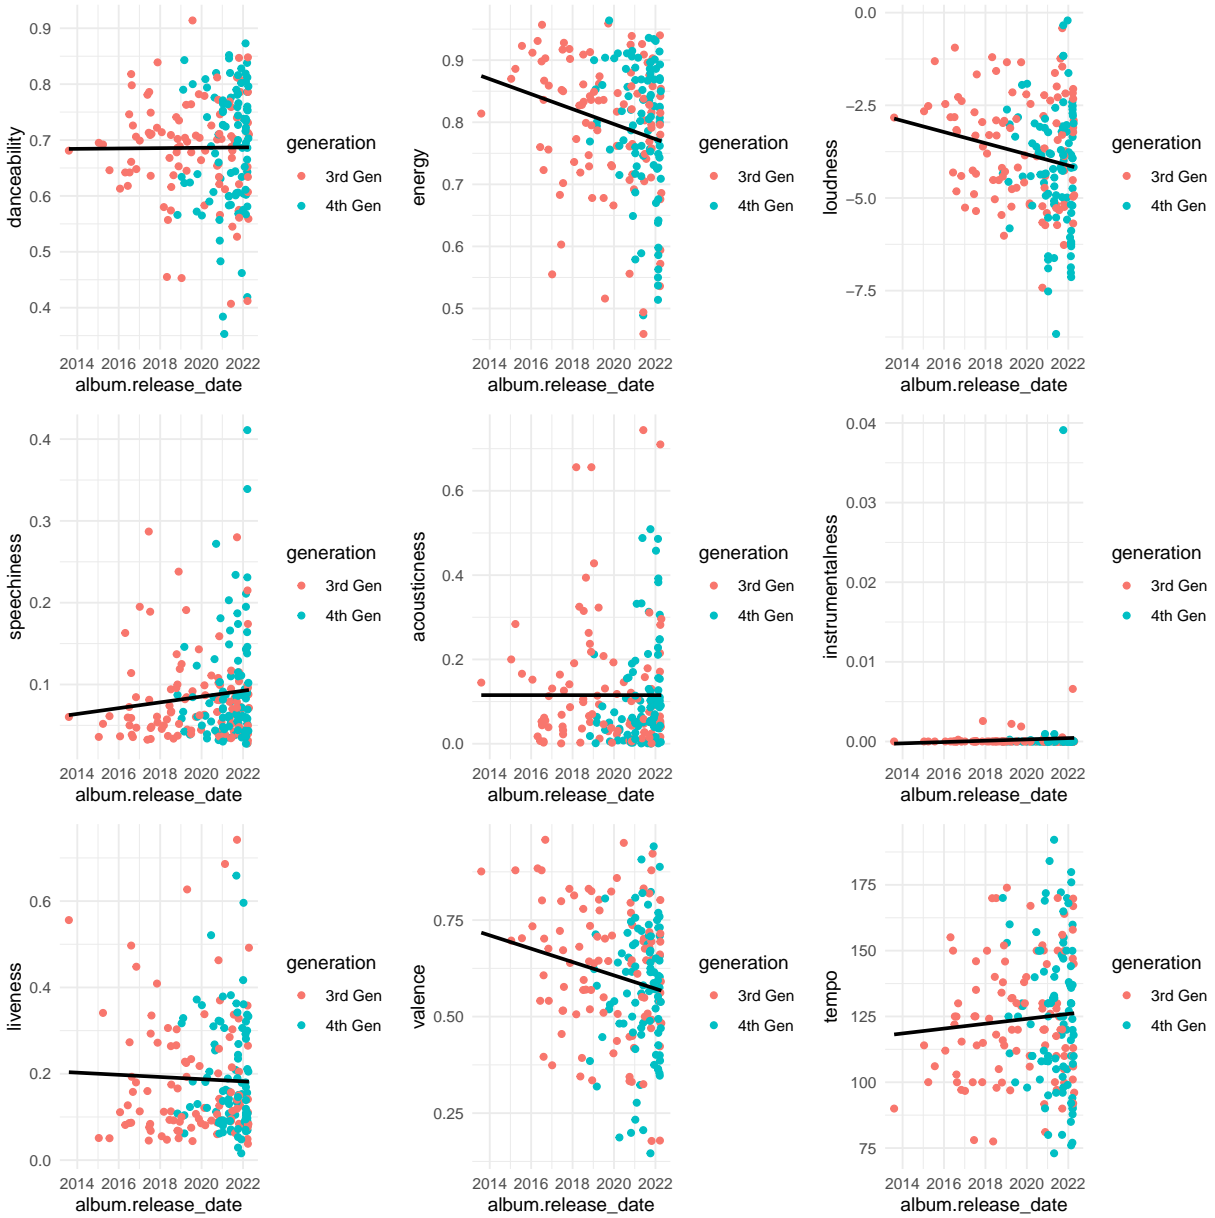 danceability
0.9
0.8
0.7
0.6
0.5
0.4
2014 2016 2018 2020 2022
album.release_date
generation
3rd Gen
4th Gen
energy
0.9
0.8
0.7
0.6
0.5
2014 2016 2018 2020 2022
album.release_date
generation
3rd Gen
4th Gen
loudness
0.0
−2.5
−5.0
−7.5
2014 2016 2018 2020 2022
album.release_date
generation
3rd Gen
4th Gen
speechiness
0.4
0.3
0.2
0.1
2014 2016 2018 2020 2022
album.release_date
generation
3rd Gen
4th Gen
acousticness
0.6
0.4
0.2
0.0
2014 2016 2018 2020 2022
album.release_date
generation
3rd Gen
4th Gen
instrumentalness
0.04
0.03
0.02
0.01
0.00
2014 2016 2018 2020 2022
album.release_date
generation
3rd Gen
4th Gen
liveness
0.6
0.4
0.2
0.0
2014 2016 2018 2020 2022
album.release_date
generation
3rd Gen
4th Gen
valence
0.75
0.50
0.25
2014 2016 2018 2020 2022
album.release_date
generation
3rd Gen
4th Gen
tempo
175
150
125
100
75
2014 2016 2018 2020 2022
album.release_date
generation
3rd Gen
4th Gen